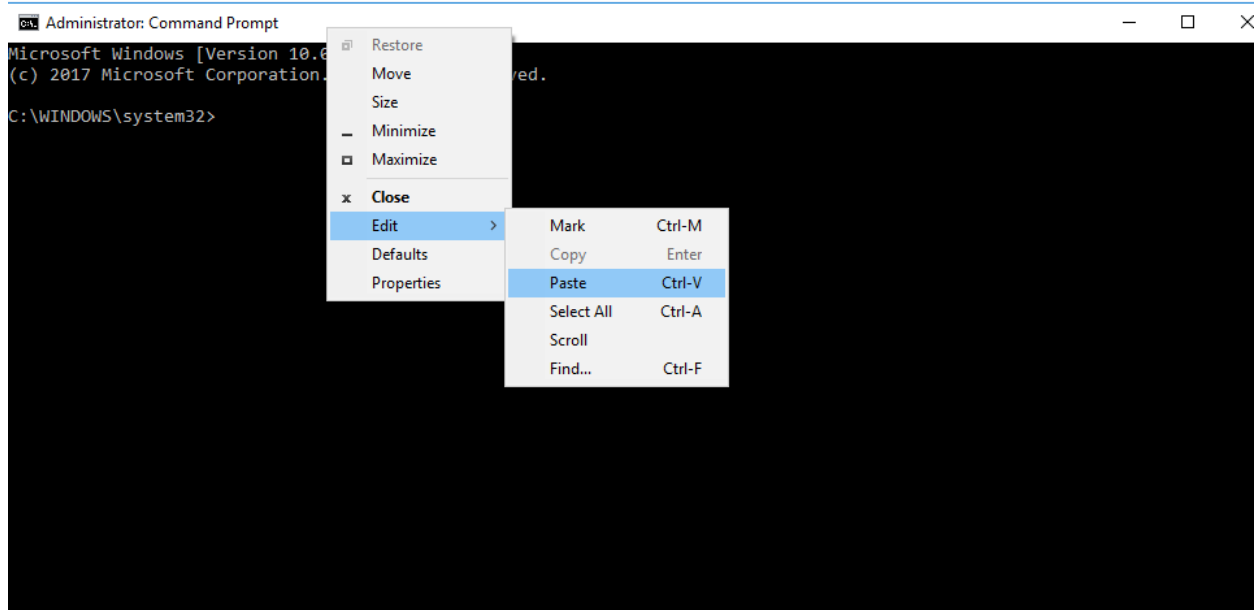 Administrator: Command Prompt
Microsoft Windows [Version 10.
(c) 2017 Microsoft Corporation.
ved.
C:\WINDOWS\system32>
Restore
Move
Size
Minimize
Maximize
Close
Edit
Defaults
Properties
Mark Ctrl-M
Copy Enter
Paste Ctrl-V
Select All Ctrl-A
Scroll
Find... Ctrl-F